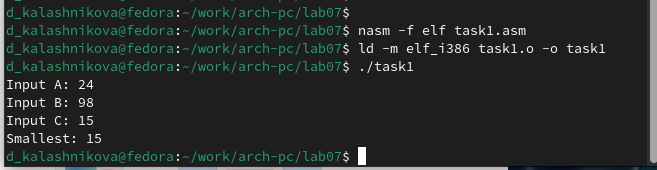 d_kalashnikova@fedora:~/work/arch-pc/lab07$
d_kalashnikova@fedora:~/work/arch-pc/lab07$ nasm -f elf task1.asm
d_kalashnikova@fedora:~/work/arch-pc/lab07$ ld -m elf_i386 task1.o -o task1
d_kalashnikova@fedora:~/work/arch-pc/lab07$ ./task1
Input A: 24
Input B: 98
Input C: 15
Smallest: 15
d_kalashnikova@fedora:~/work/arch-pc/lab07$